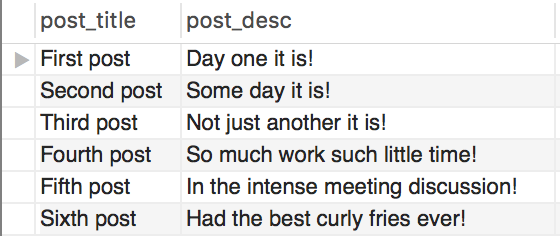 post_title post_desc
First post Day one it is!
Second post Some day it is!
Third post Not just another it is!
Fourth post So much work such little time!
Fifth post In the intense meeting discussion!
Sixth post Had the best curly fries ever!